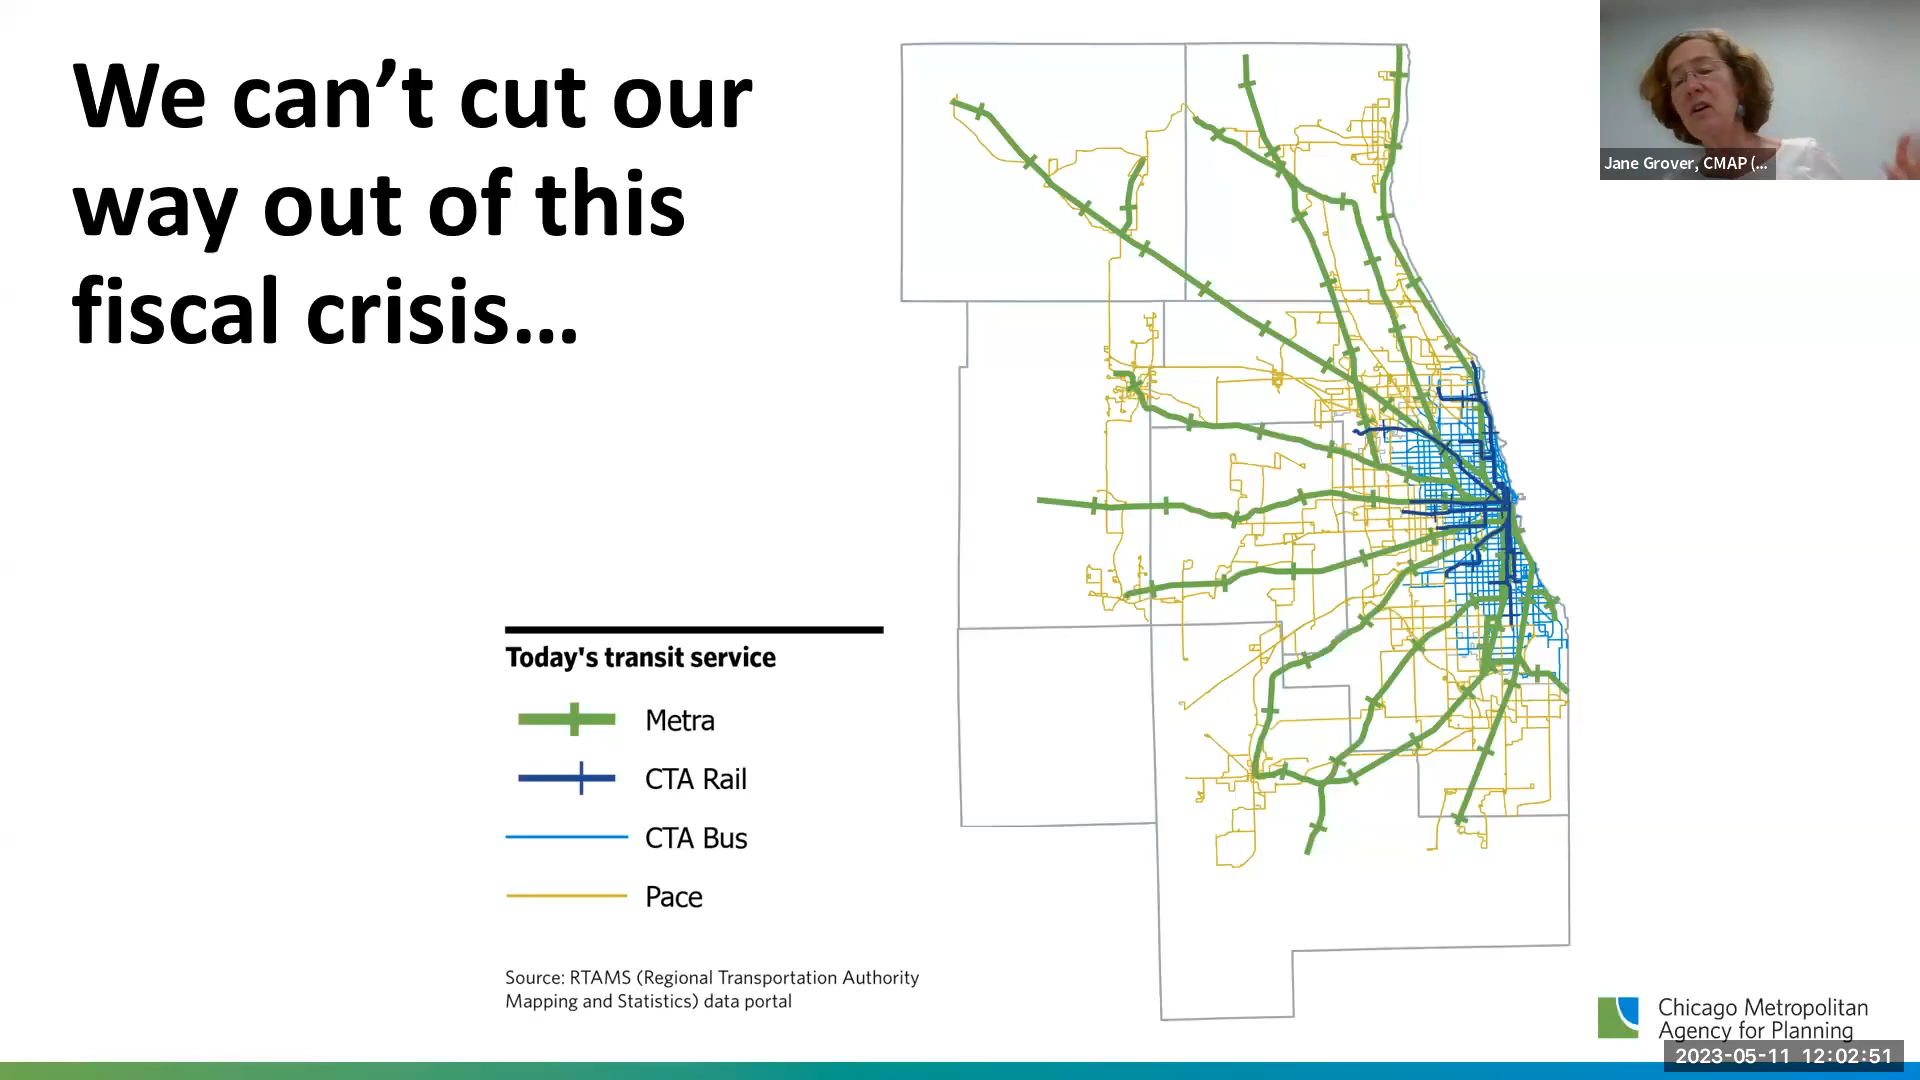 We can’t cut our
way out of this
fiscal crisis...
Jane Grover, CMAP (...
Today's transit service
Metra
CTA Rail
CTA Bus
Pace
Source: RTAMS (Regional Transportation Authority
Mapping and Statistics) data portal
Chicago Metropolitan
Agency for Planning
2023-05-11 12:02:51